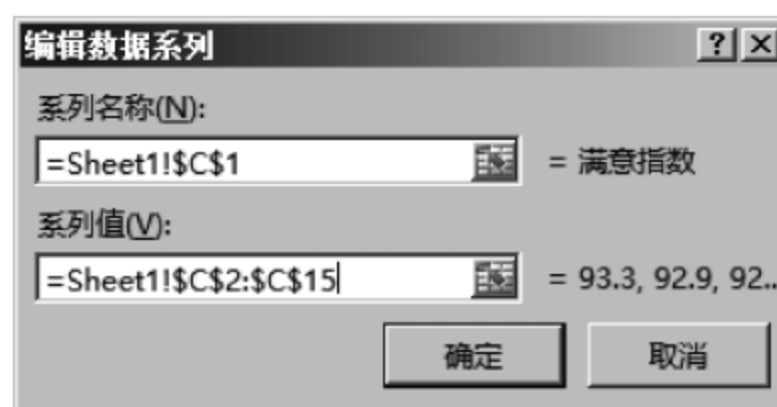 编辑数据系列
系列名称(N):
=Sheet1!$C$1 = 满意指数
系列值(V):
=Sheet1!$C$2:$C$15 = 93.3, 92.9, 92..
确定 取消